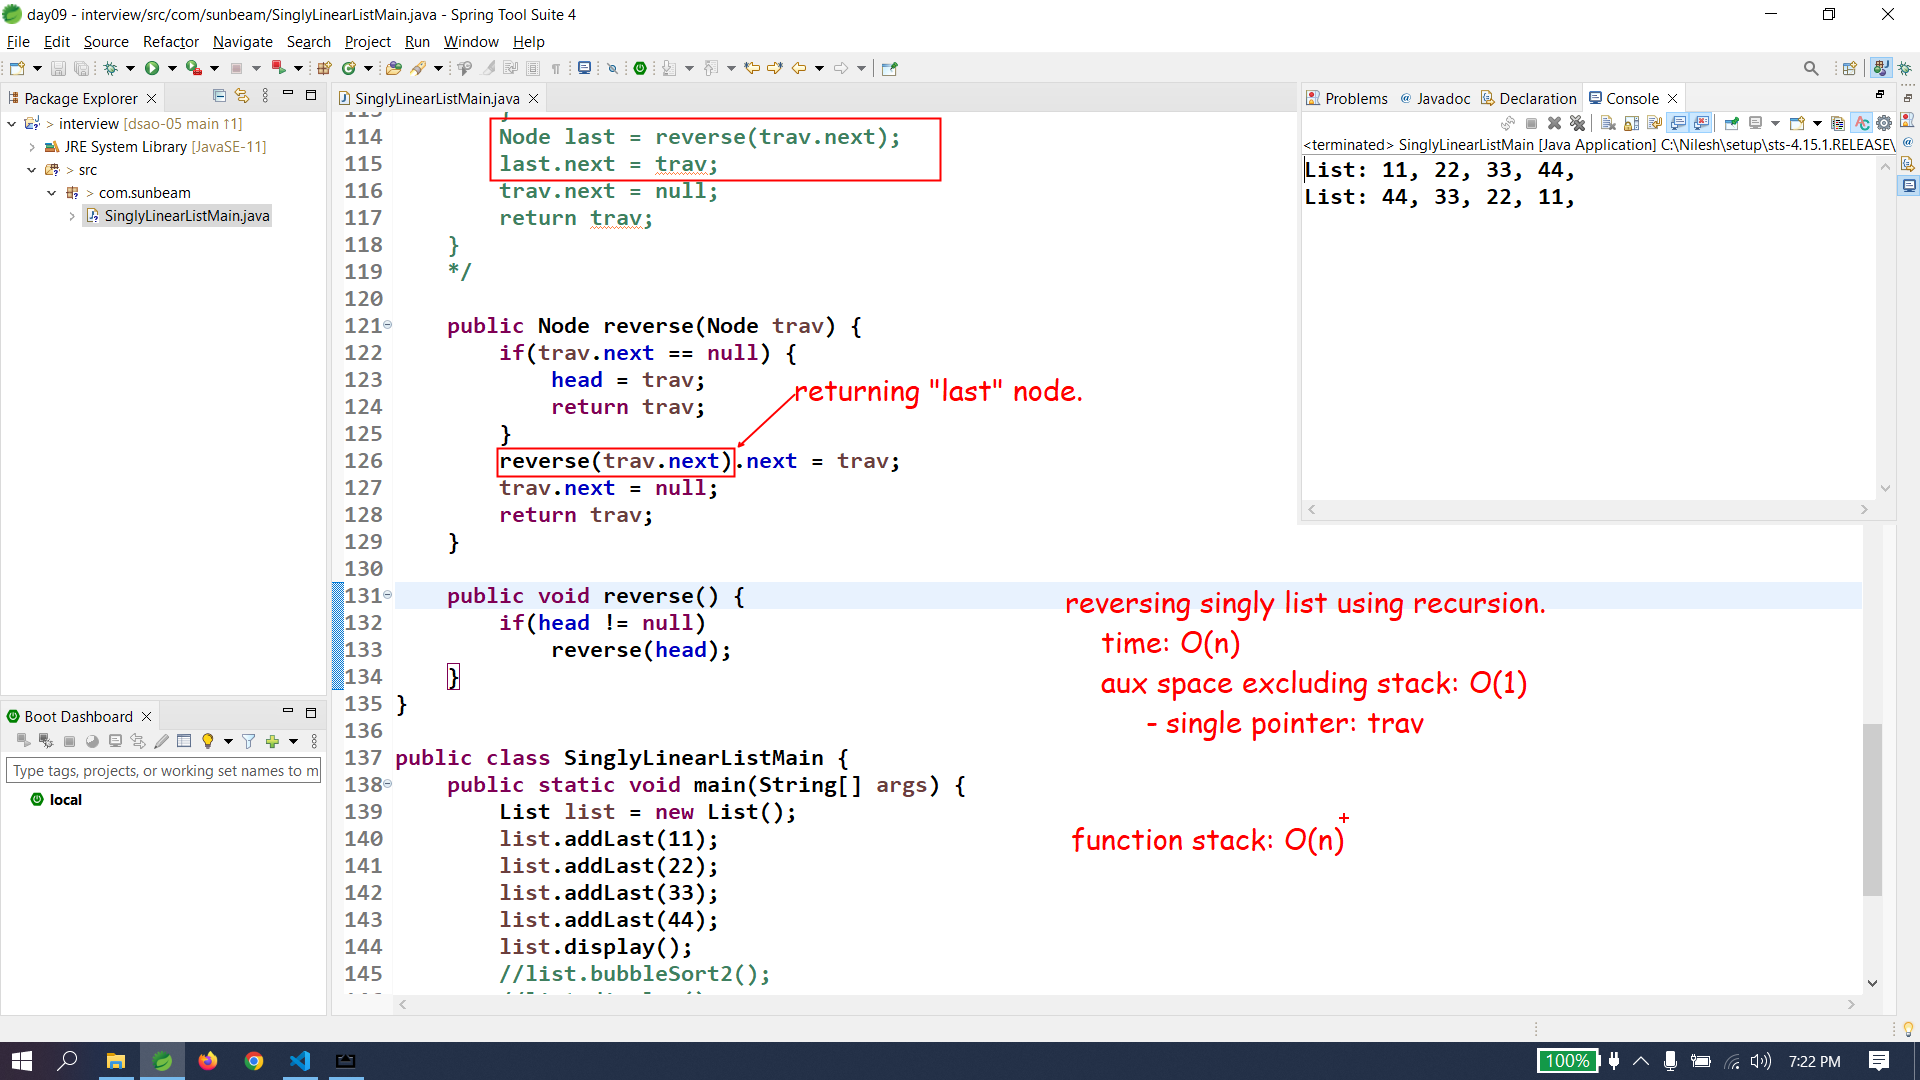 day09 - interview/src/com/sunbeam/SinglyLinearListMain.java - Spring Tool Suite 4
File Edit Source Refactor Navigate Search Project Run Window Help
Package Explorer
> interview [dsao-05 main ↑1]
JRE System Library [JavaSE-11]
> src
> com.sunbeam
SinglyLinearListMain.java
Boot Dashboard
Type tags, projects, or working set names to m
local
SinglyLinearListMain.java
114 Node last = reverse(trav.next);
115 last.next = trav;
116 trav.next = null;
117 return trav;
118 }
119 */
120
121 public Node reverse(Node trav) {
122 if(trav.next == null) {
123 head = trav;
124 return trav;
125 }
126 reverse(trav.next).next = trav;
127 trav.next = null;
128 return trav;
129 }
130
131 public void reverse() {
132 if(head != null)
133 reverse(head);
134 }
135 }
136
137 public class SinglyLinearListMain {
138 public static void main(String[] args) {
139 List list = new List();
140 list.addLast(11);
141 list.addLast(22);
142 list.addLast(33);
143 list.addLast(44);
144 list.display();
145 //list.bubbleSort2();
returning "last" node.
reversing singly list using recursion.
time: O(n)
aux space excluding stack: O(1)
- single pointer: trav
function stack: O(n)
Problems Javadoc Declaration Console
<terminated> SinglyLinearListMain [Java Application] C:\Nilesh\setup\sts-4.15.1.RELEASE\
List: 11, 22, 33, 44,
List: 44, 33, 22, 11,
100%
7:22 PM